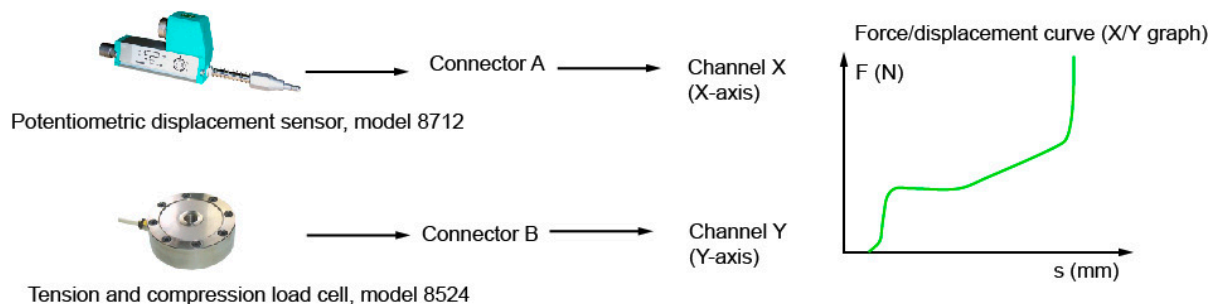 Connector A
Channel X
(X-axis)
Potentiometric displacement sensor, model 8712
Connector B
Channel Y
(Y-axis)
Tension and compression load cell, model 8524
Force/displacement curve (X/Y graph)
F (N)
s (mm)